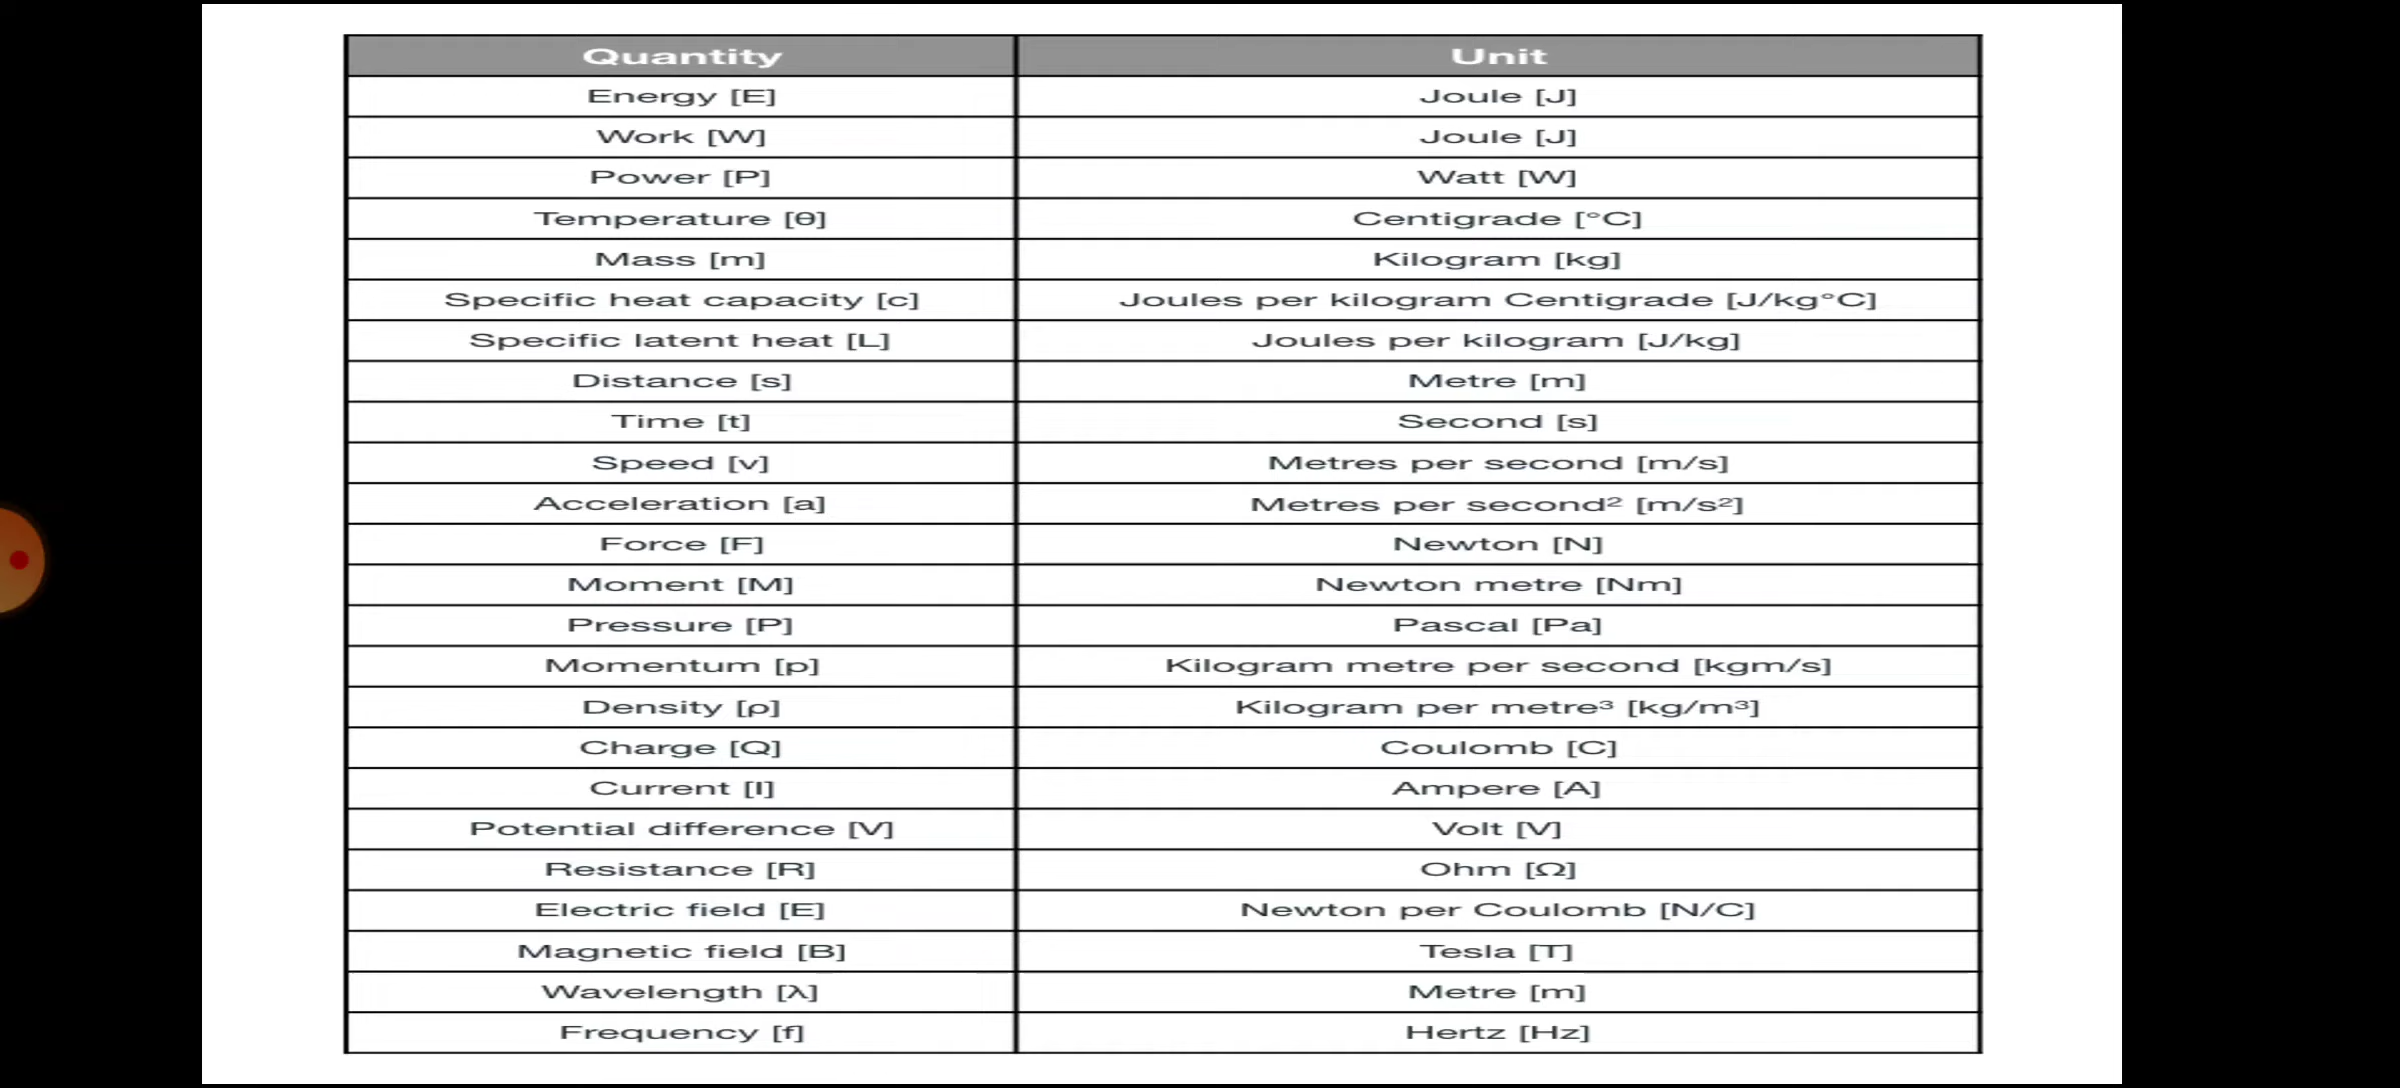 Quantity Unit
Energy [E] Joule [J]
Work [W] Joule [J]
Power [P] Watt [W]
Temperature [θ] Centigrade [°C]
Mass [m] Kilogram [kg]
Specific heat capacity [c] Joules per kilogram Centigrade [J/kg°C]
Specific latent heat [L] Joules per kilogram [J/kg]
Distance [s] Metre [m]
Time [t] Second [s]
Speed [v] Metres per second [m/s]
Acceleration [a] Metres per second² [m/s²]
Force [F] Newton [N]
Moment [M] Newton metre [Nm]
Pressure [P] Pascal [Pa]
Momentum [p] Kilogram metre per second [kgm/s]
Density [ρ] Kilogram per metre³ [kg/m³]
Charge [Q] Coulomb [C]
Current [I] Ampere [A]
Potential difference [V] Volt [V]
Resistance [R] Ohm [Ω]
Electric field [E] Newton per Coulomb [N/C]
Magnetic field [B] Tesla [T]
Wavelength [λ] Metre [m]
Frequency [f] Hertz [Hz]